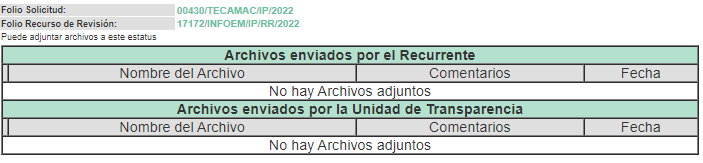 Folio Solicitud: 00430/TECAMAC/IP/2022
Folio Recurso de Revisión: 17172/INFOEM/IP/RR/2022
Puede adjuntar archivos a este estatus
Archivos enviados por el Recurrente
Nombre del Archivo Comentarios Fecha
No hay Archivos adjuntos
Archivos enviados por la Unidad de Transparencia
Nombre del Archivo Comentarios Fecha
No hay Archivos adjuntos